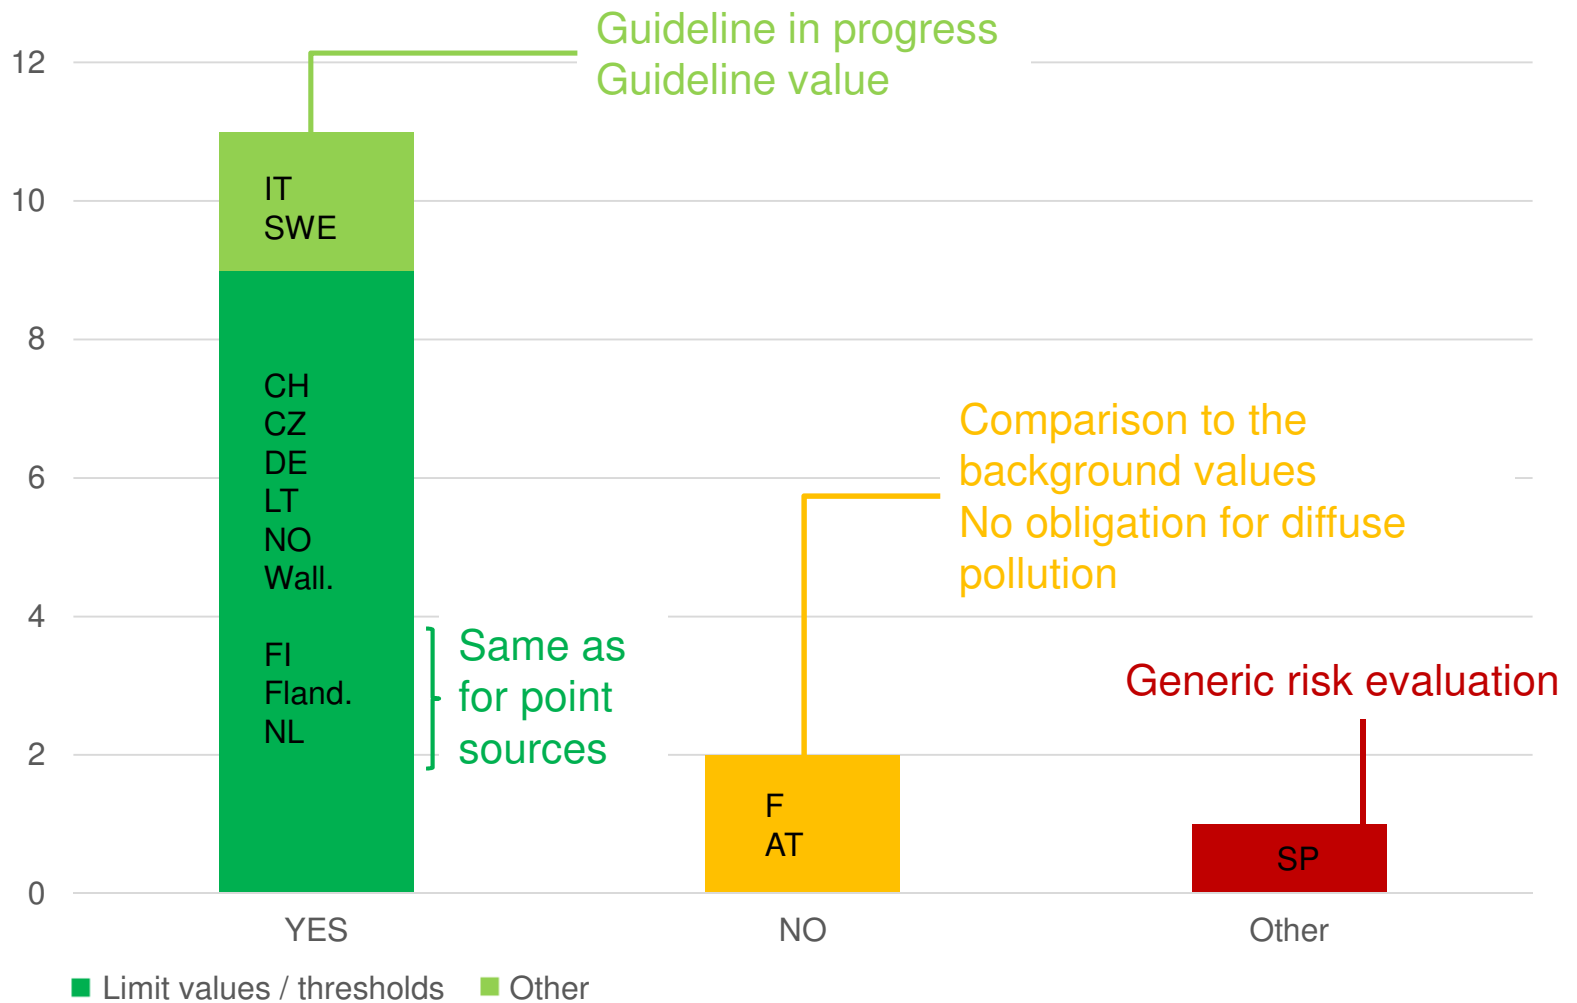 Guideline in progress
Guideline value
12
10
8
6
4
2
0
IT
SWE
CH
CZ
DE
LT
NO
Wall.
FI
Fland.
NL
Same as
for point
sources
Comparison to the
background values
No obligation for diffuse
pollution
F
AT
Generic risk evaluation
SP
YES
NO
Other
Limit values / thresholds
Other